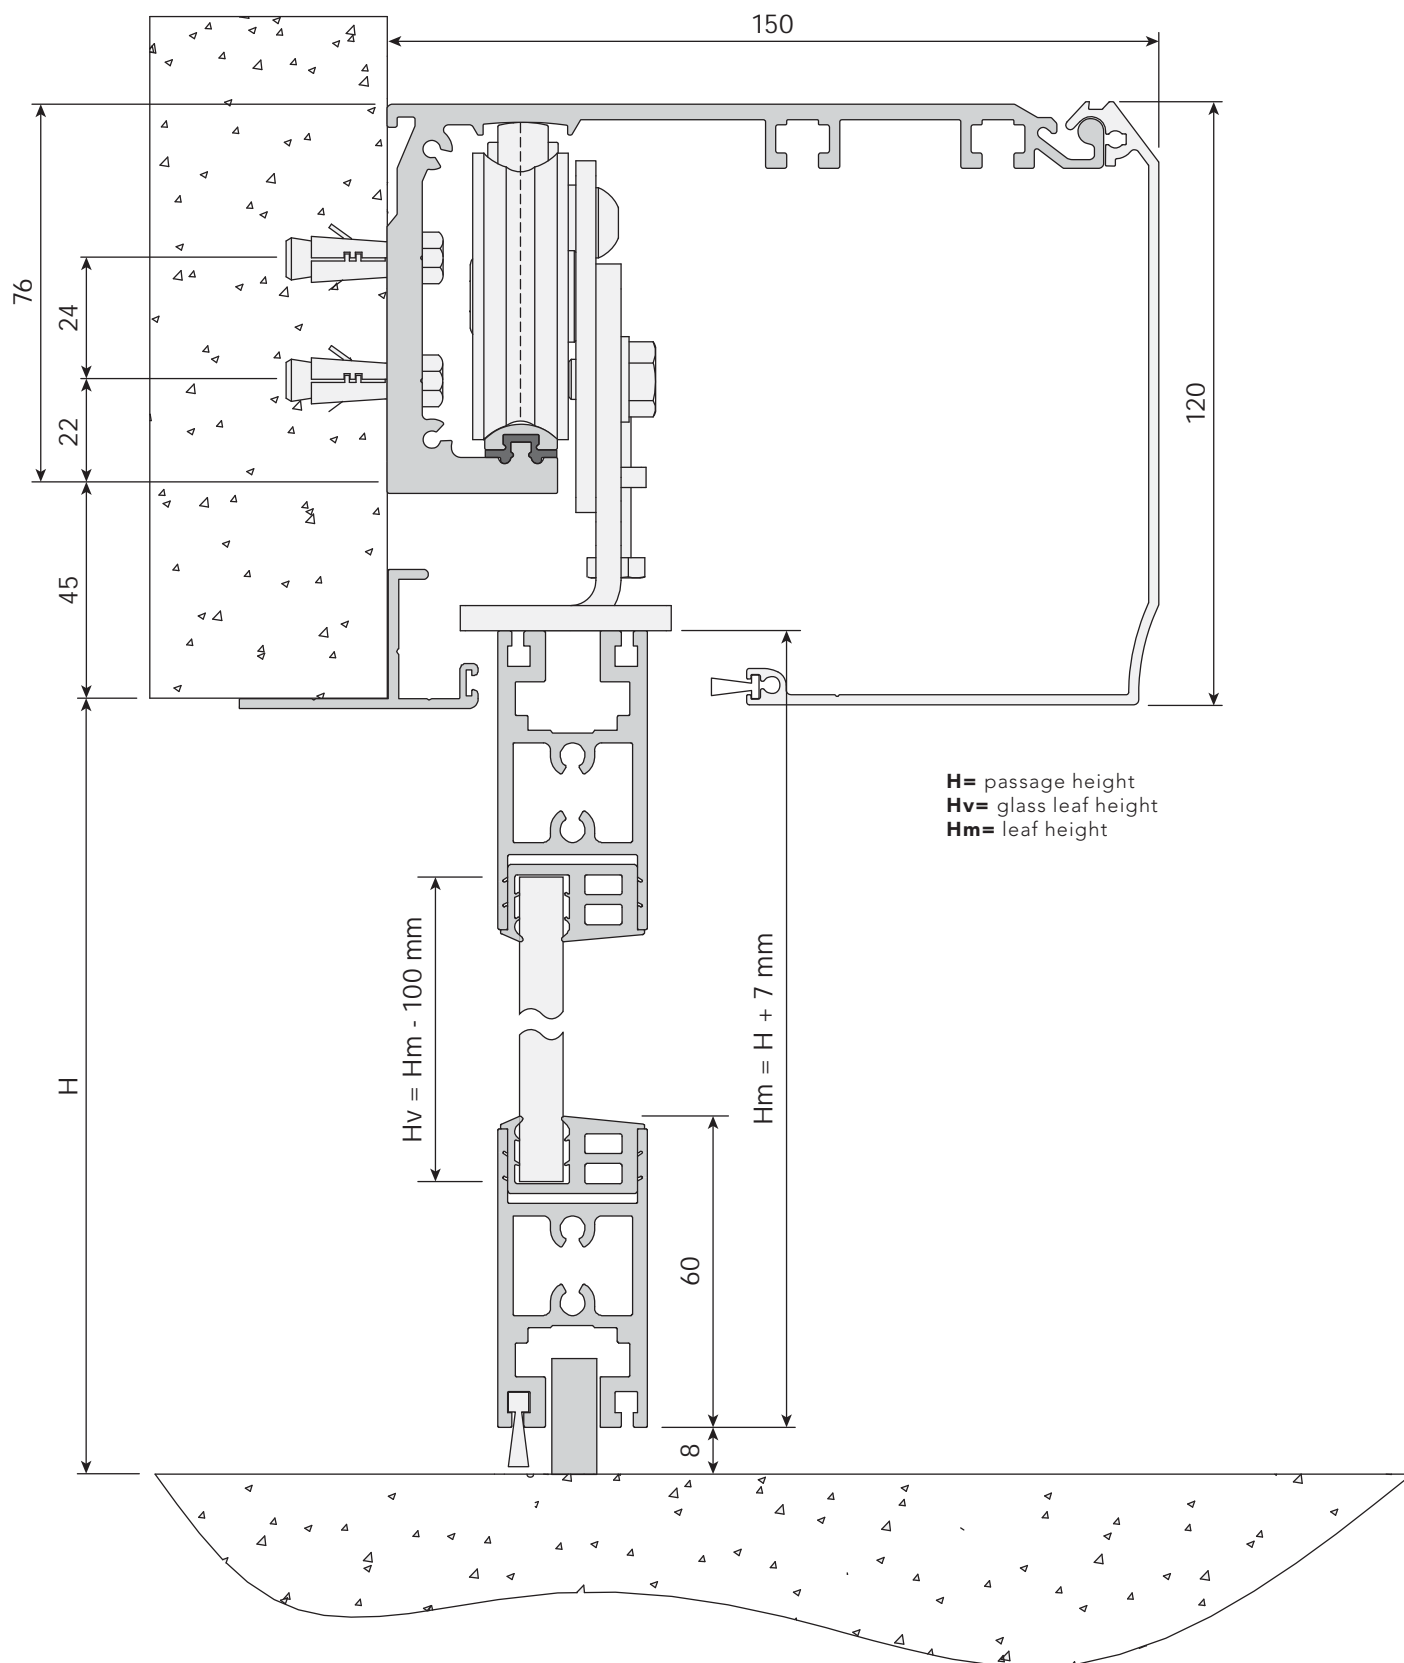 150
76
24
22
45
120
H= passage height
Hv= glass leaf height
Hm= leaf height
Hv = Hm - 100 mm
Hm = H + 7 mm
H
60
8